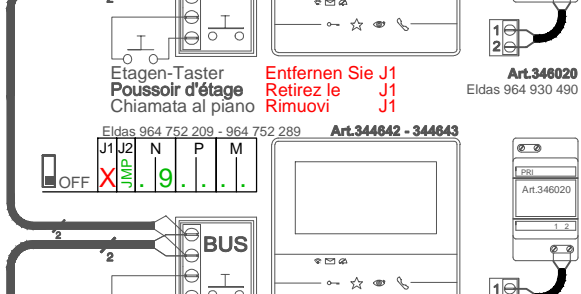 2
1
2
Etagen-Taster Entfernen Sie J1
Poussoir d'étage Retirez le J1
Chiamata al piano Rimuovi J1
Art.346020
Eldas 964 930 490
Eldas 964 752 209 - 964 752 289 Art.344642 - 344643
J1 J2 N P M
OFF X JMP . 9 . . . .
PRI
Art.346020
1 2
2
2
BUS
1